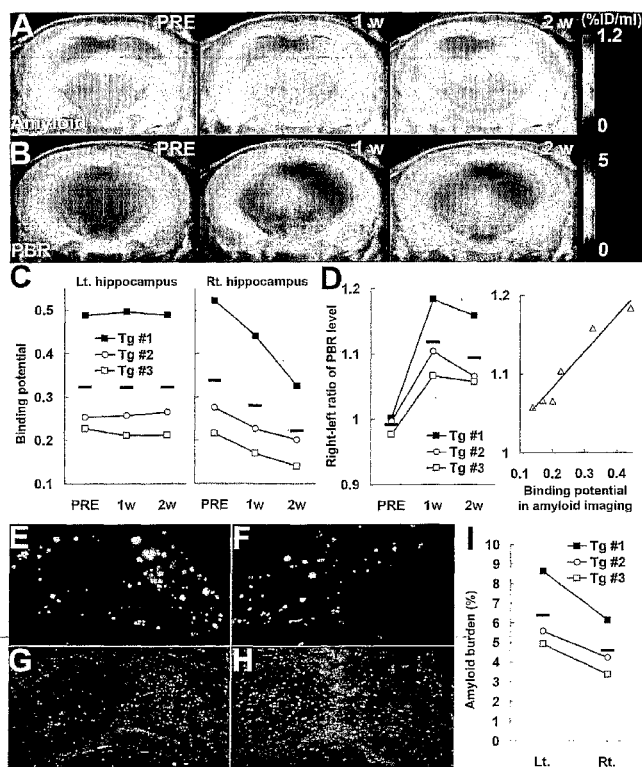 A PRE 1 w 2 w (%ID/ml)
1.2
Amyloid 0
B PRE 1 w 2 w 5
PBR 0
C Lt. hippocampus Rt. hippocampus D
Binding potential
0.5
0.4
0.3
0.2
0.1
Tg #1
Tg #2
Tg #3
PRE 1w 2w PRE 1w 2w
Right-left ratio of PBR level
1.2
1.1
1
0.9
Tg #1
Tg #2
Tg #3
PRE 1w 2w
1.2
1.1
1
0.1 0.2 0.3 0.4
Binding potential
in amyloid imaging
E F I
G H
Amyloid burden (%)
10
9
8
7
6
5
4
3
2
1
0
Tg #1
Tg #2
Tg #3
Lt. Rt.